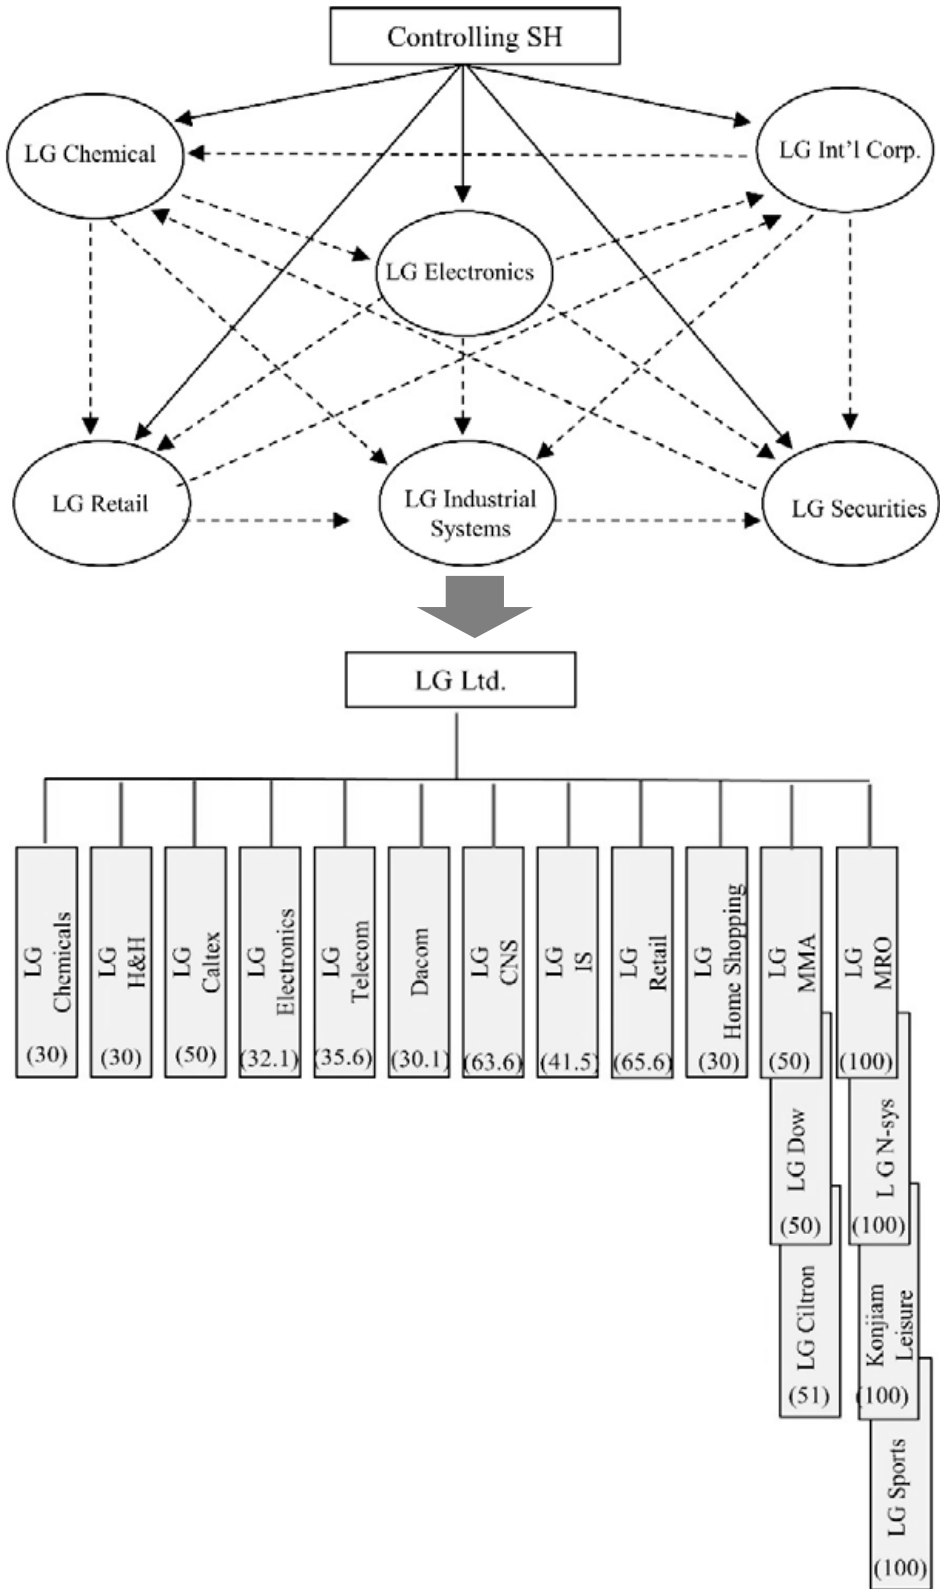 Controlling SH
LG Chemical
LG Int'l Corp.
LG Electronics
LG Retail
LG Industrial
Systems
LG Securities
LG Ltd.
LG
Chemicals
(30)
LG
H&H
(30)
LG
Caltex
(50)
LG
Electronics
(32.1)
LG
Telecom
(35.6)
Dacom
(30.1)
LG
CNS
(63.6)
LG
IS
(41.5)
LG
Retail
(65.6)
LG
Home Shopping
(30)
LG
MMA
(50)
LG
MRO
(100)
LG Dow
(50)
L G N-sys
(100)
LG Ciltron
(51)
Konjiam
Leisure
(100)
LG Sports
(100)